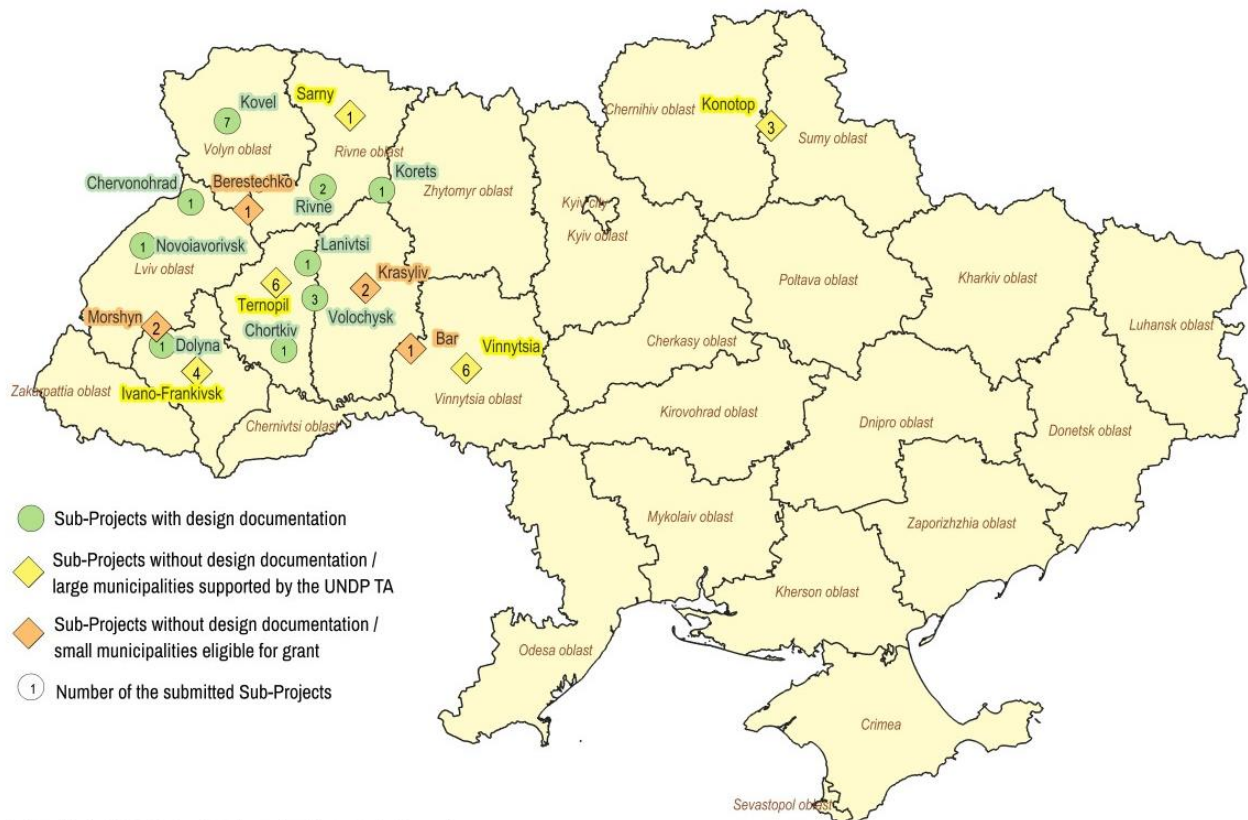 Sarny
1
Kovel
7
Volyn oblast
Rivne oblast
Chernihiv oblast
Konotop
3
Sumy oblast
Chervonohrad
1
Berestechko
1
2
Rivne
Korets
1
Zhytomyr oblast
Kyiv city
Kyiv oblast
1
Novoiavorivsk
Lviv oblast
Lanivtsi
1
Krasyliv
2
6
Ternopil
3
Volochysk
Poltava oblast
Kharkiv oblast
Luhansk oblast
Morshyn
2
1
Dolyna
Chortkiv
1
Bar
1
Vinnytsia
6
Vinnytsia oblast
Cherkasy oblast
4
Ivano-Frankivsk
Zakarpattia oblast
Chernivtsi oblast
Kirovohrad oblast
Dnipro oblast
Donetsk oblast
Mykolaiv oblast
Zaporizhzhia oblast
Kherson oblast
Odesa oblast
Crimea
Sevastopol oblast
Sub-Projects with design documentation
Sub-Projects without design documentation /
large municipalities supported by the UNDP TA
Sub-Projects without design documentation /
small municipalities eligible for grant
1 Number of the submitted Sub-Projects